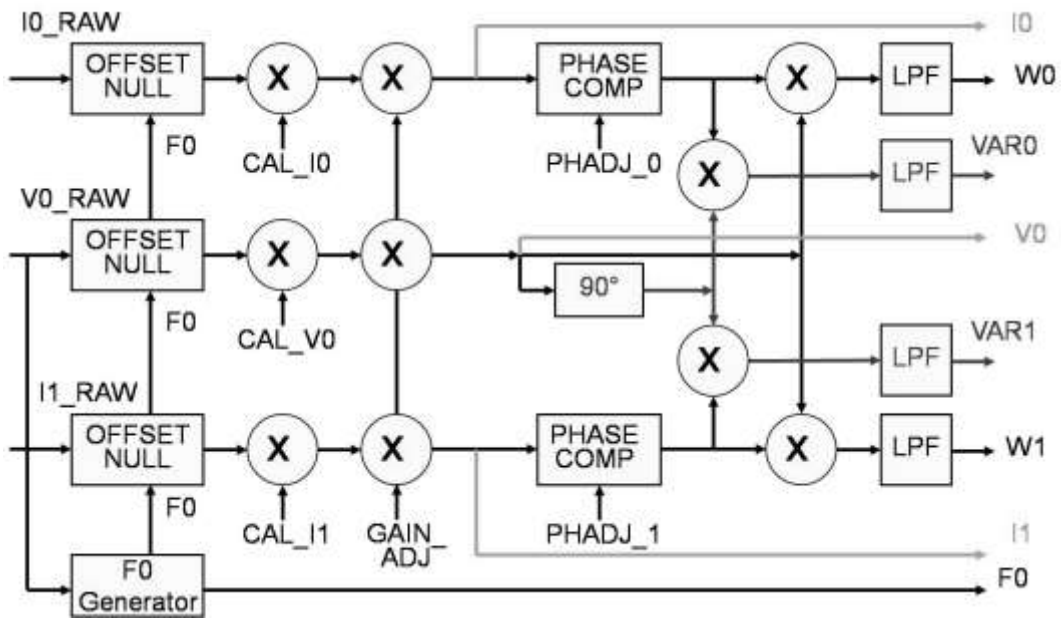 I0_RAW
I0
OFFSET
NULL
X
X
PHASE
COMP
X
LPF
W0
F0
CAL_I0
PHADJ_0
X
LPF
VAR0
V0_RAW
V0
OFFSET
NULL
X
X
90°
F0
CAL_V0
X
LPF
VAR1
I1_RAW
OFFSET
NULL
X
X
PHASE
COMP
X
LPF
W1
F0
CAL_I1
GAIN_
ADJ
PHADJ_1
I1
F0
Generator
F0